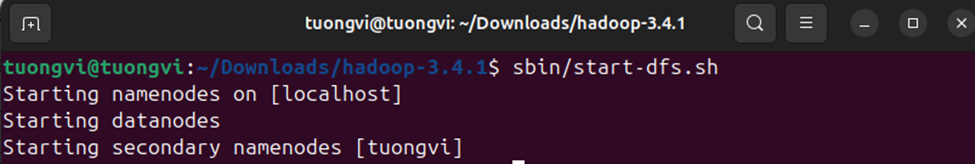 tuongvi@tuongvi: ~/Downloads/hadoop-3.4.1
tuongvi@tuongvi:~/Downloads/hadoop-3.4.1$ sbin/start-dfs.sh
Starting namenodes on [localhost]
Starting datanodes
Starting secondary namenodes [tuongvi]